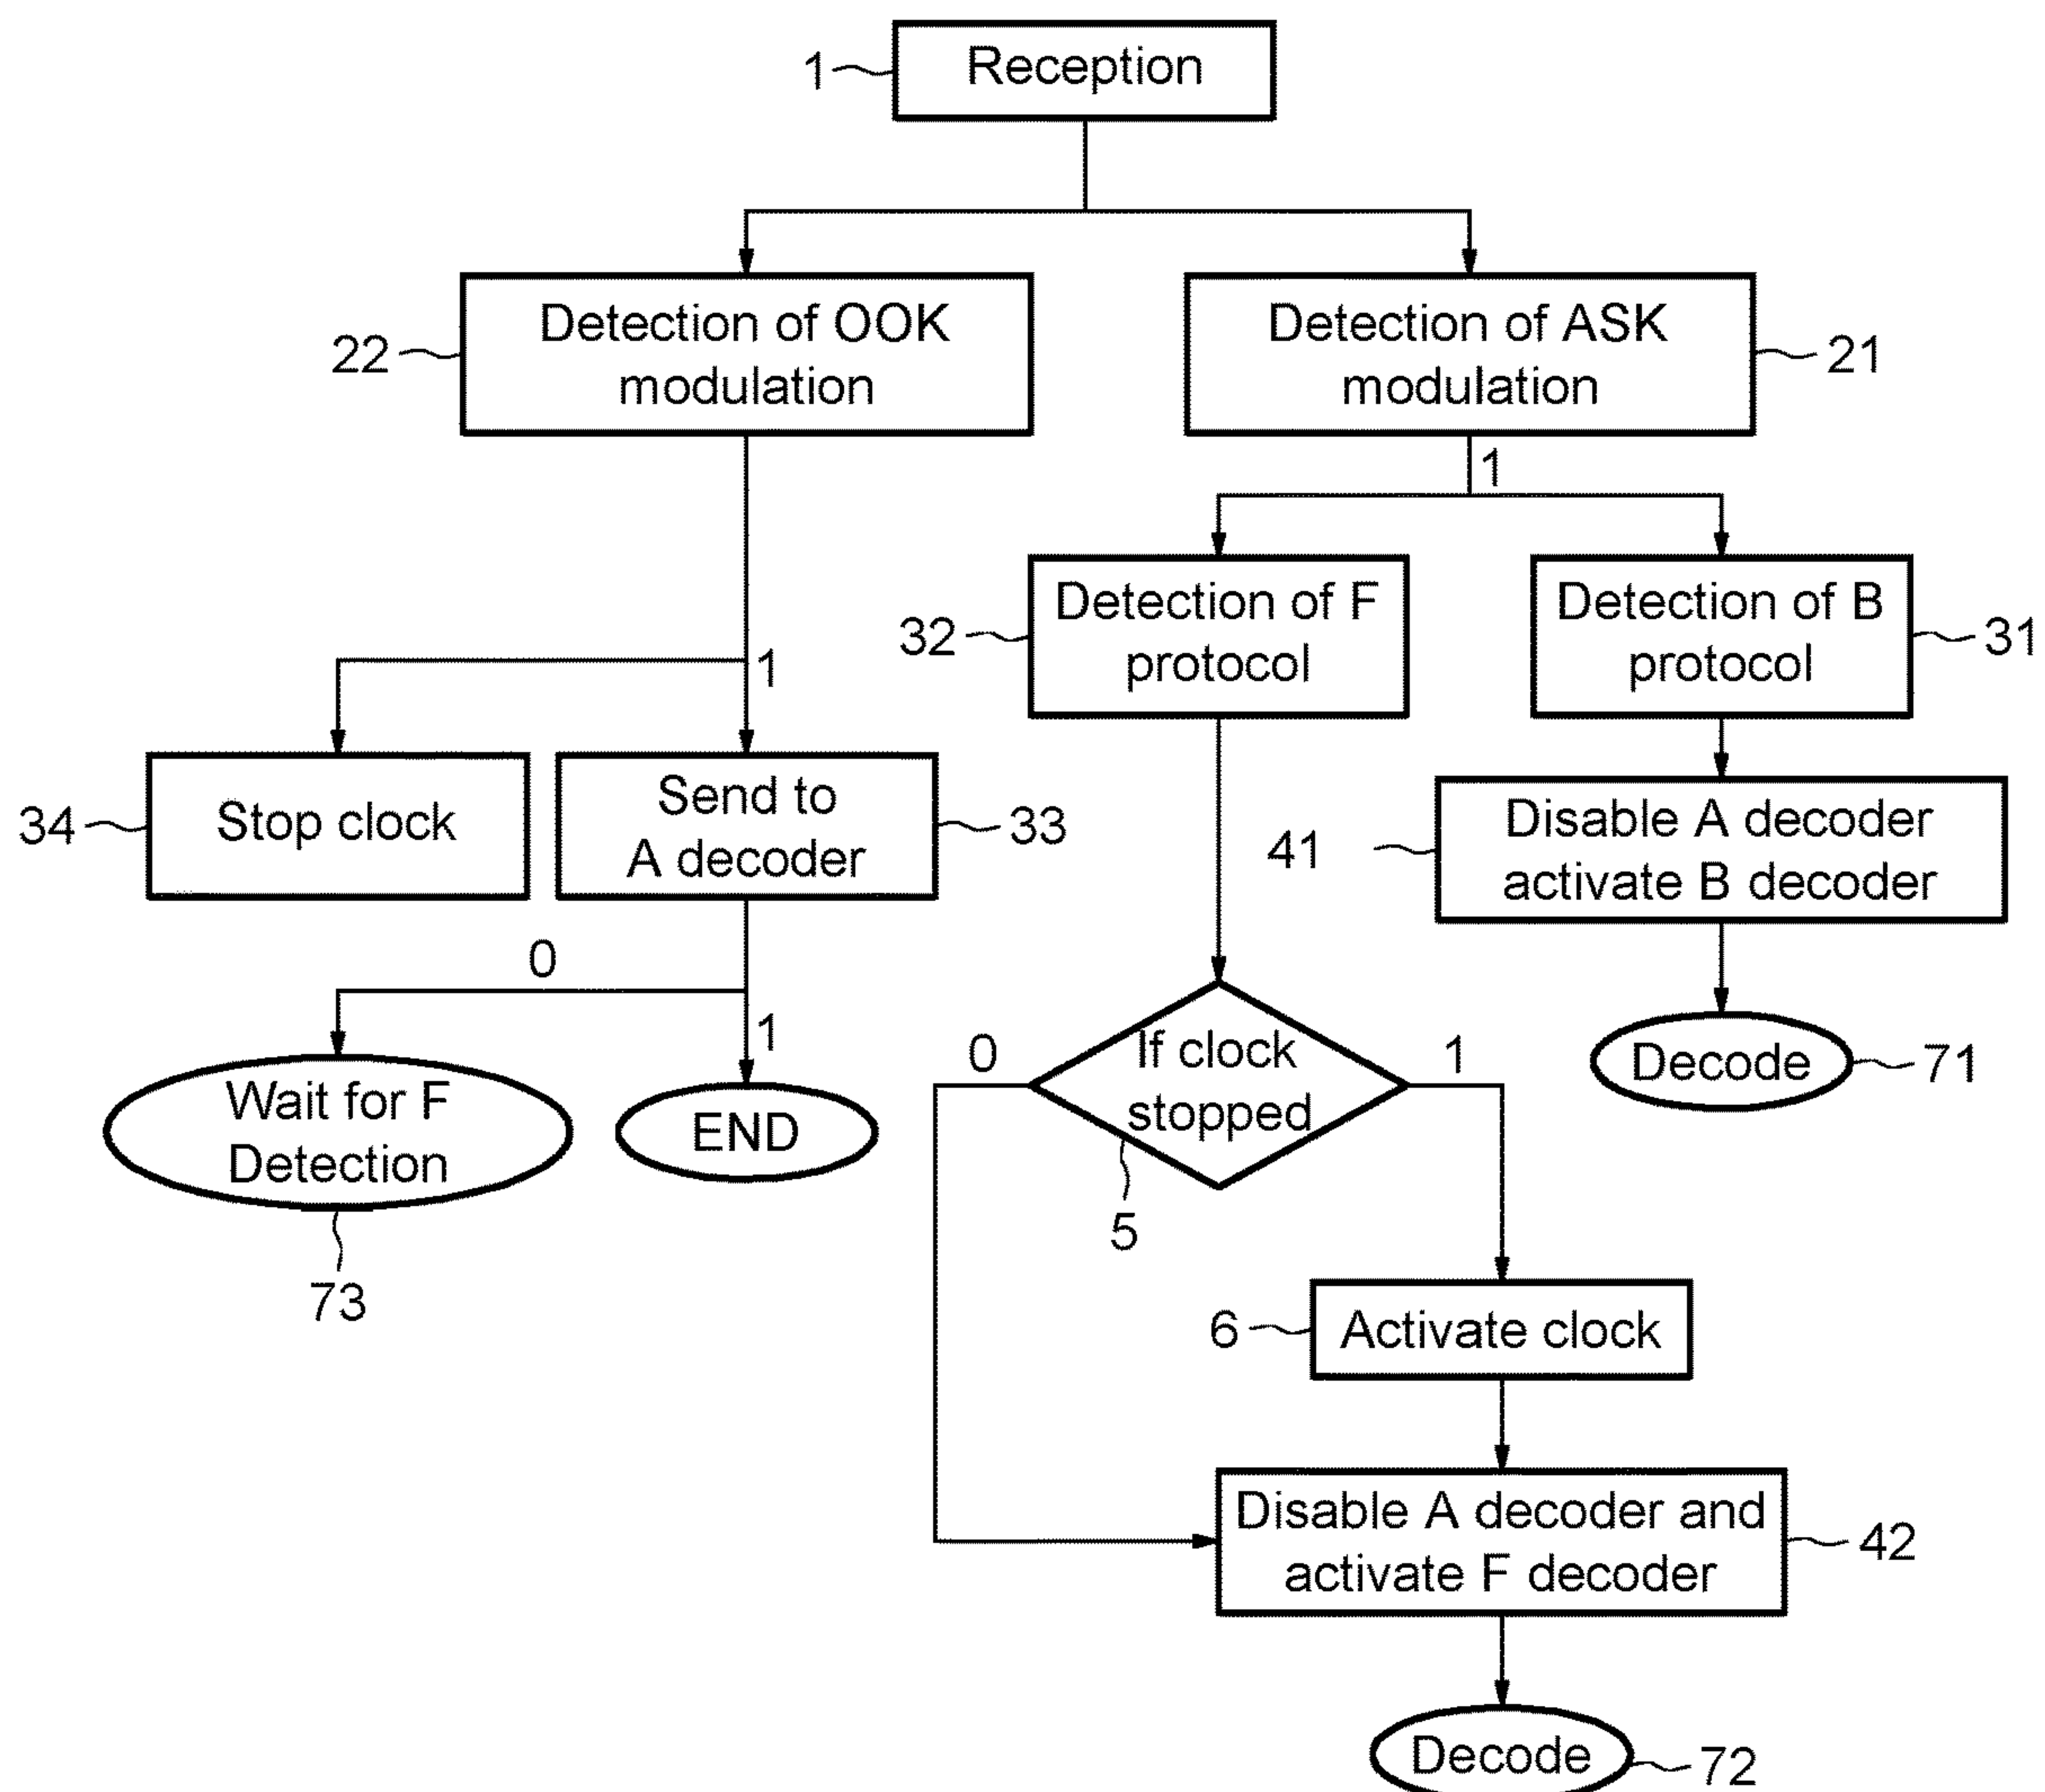 Reception
1
Detection of OOK
modulation
22
Detection of ASK
modulation
21
1
Detection of F
protocol
32
Detection of B
protocol
31
1
Stop clock
34
Send to
A decoder
33
Disable A decoder
activate B decoder
41
0
1
Wait for F
Detection
73
END
If clock
stopped
0
1
5
Decode
71
Activate clock
6
Disable A decoder and
activate F decoder
42
Decode
72